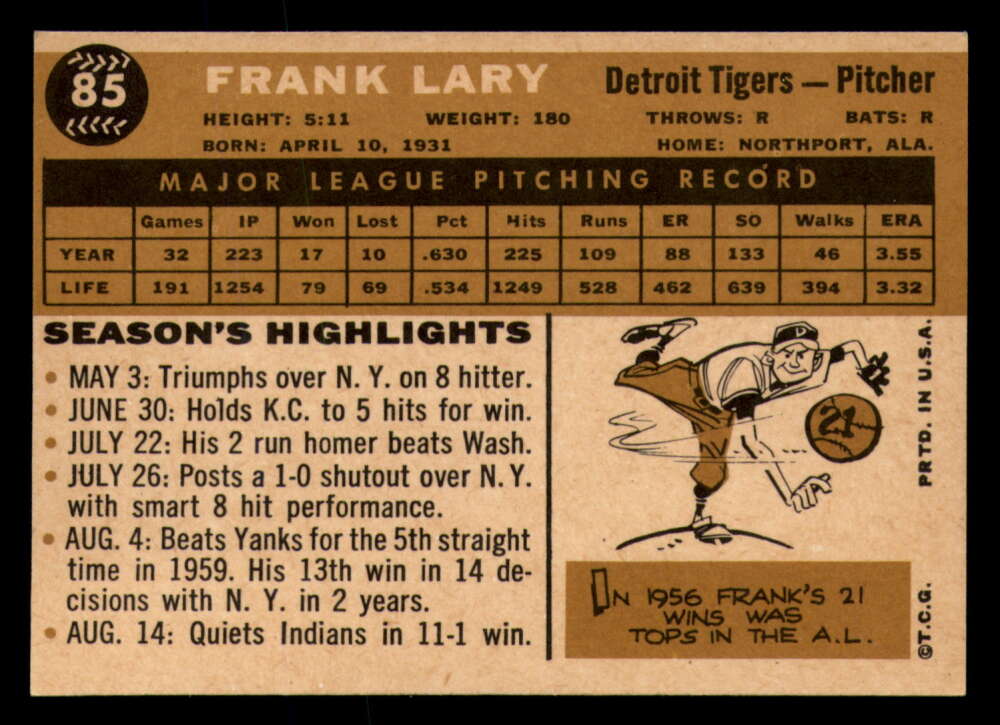 85
FRANK LARY
Detroit Tigers — Pitcher
HEIGHT: 5:11 WEIGHT: 180 THROWS: R BATS: R
BORN: APRIL 10, 1931 HOME: NORTHPORT, ALA.
MAJOR LEAGUE PITCHING RECORD
Games IP Won Lost Pct Hits Runs ER SO Walks ERA
YEAR 32 223 17 10 .630 225 109 88 133 46 3.55
LIFE 191 1254 79 69 .534 1249 528 462 639 394 3.32
SEASON'S HIGHLIGHTS
• MAY 3: Triumphs over N. Y. on 8 hitter.
• JUNE 30: Holds K.C. to 5 hits for win.
• JULY 22: His 2 run homer beats Wash.
• JULY 26: Posts a 1-0 shutout over N. Y.
with smart 8 hit performance.
• AUG. 4: Beats Yanks for the 5th straight
time in 1959. His 13th win in 14 de-
cisions with N. Y. in 2 years.
• AUG. 14: Quiets Indians in 11-1 win.
D
21
IN 1956 FRANK'S 21
WINS WAS
TOPS IN THE A.L.
©T.C.G. PRTD. IN U.S.A.